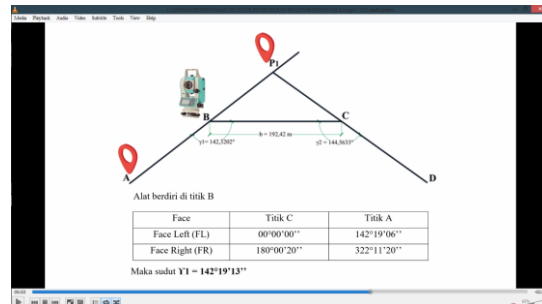 Media Playback Audio Video Subtitle Tools View Help
P1
B
C
γ1= 142,3202°
b = 192,42 m
γ2 = 144,5633°
A
D
Alat berdiri di titik B
Face Titik C Titik A
Face Left (FL) 00°00'00'' 142°19'06''
Face Right (FR) 180°00'20'' 322°11'20''
Maka sudut ϒ1 = 142°19'13''